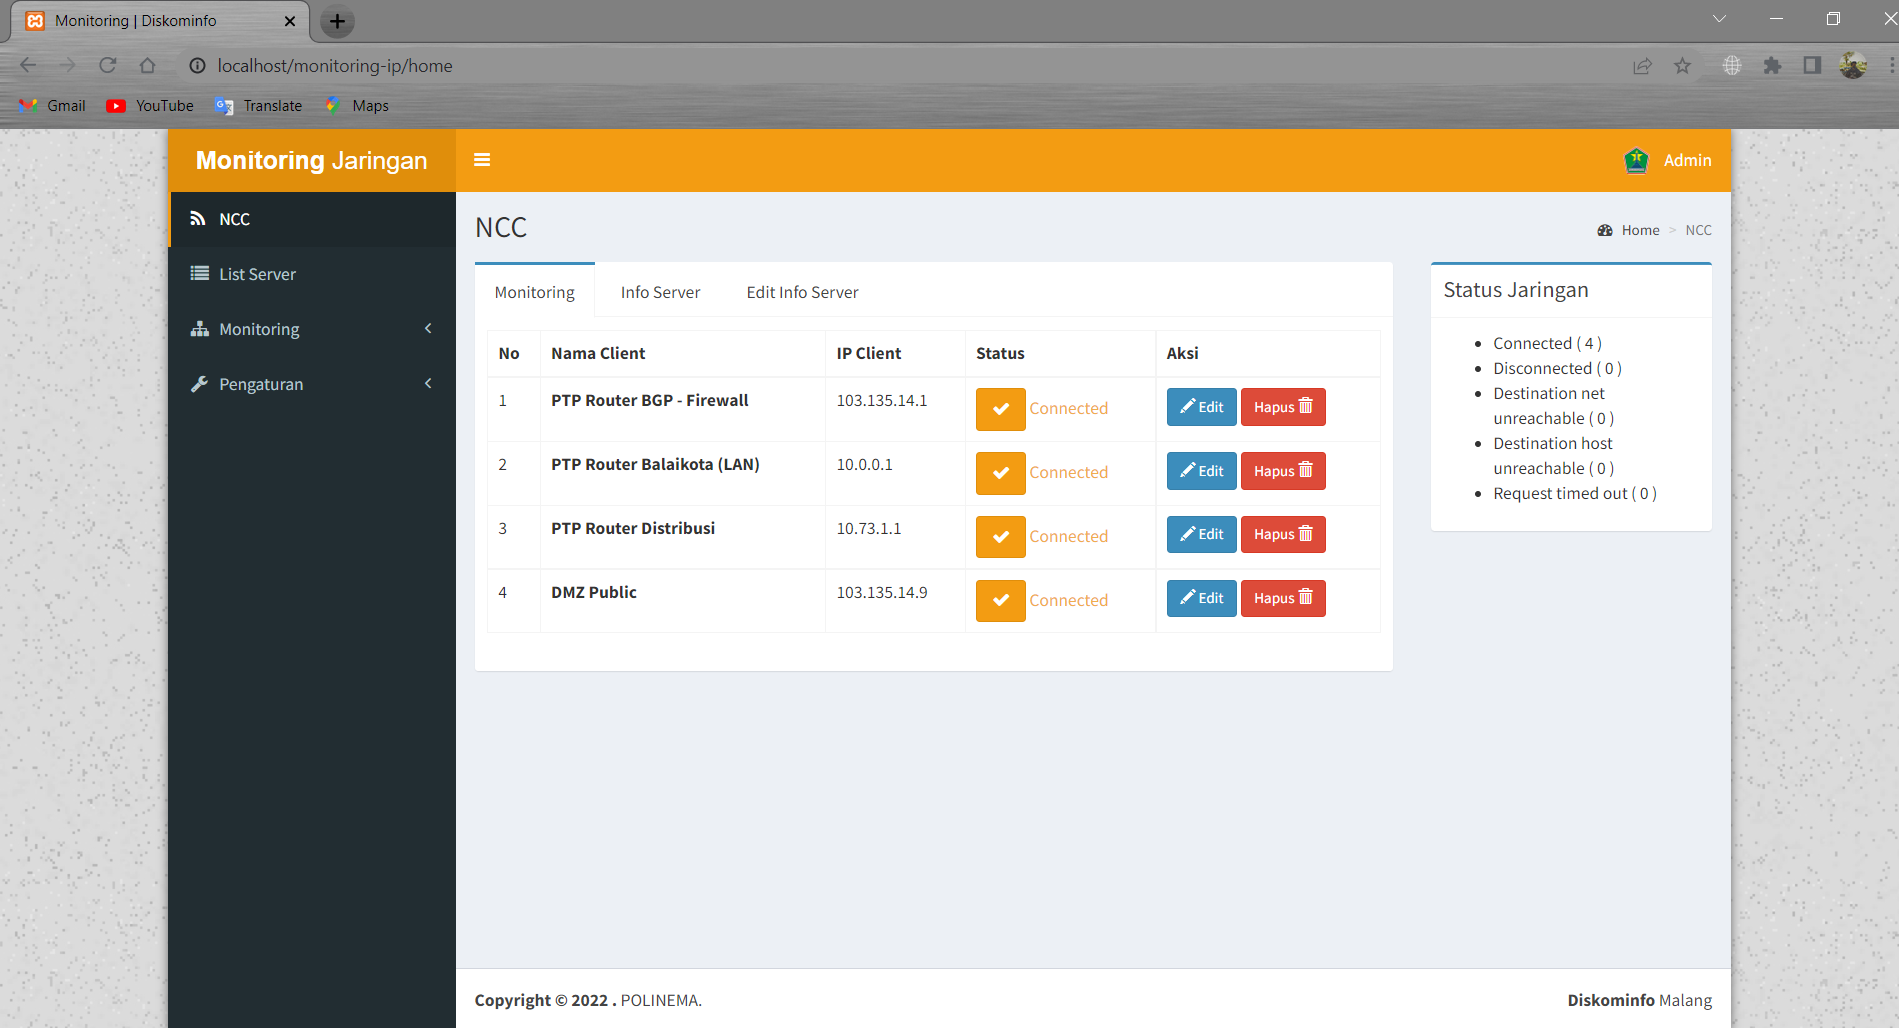 Monitoring | Diskominfo
localhost/monitoring-ip/home
Gmail YouTube Translate Maps
Monitoring Jaringan
Admin
NCC
List Server
Monitoring
Pengaturan
NCC
Home > NCC
Monitoring Info Server Edit Info Server
No Nama Client IP Client Status Aksi
1 PTP Router BGP - Firewall 103.135.14.1 Connected Edit Hapus
2 PTP Router Balaikota (LAN) 10.0.0.1 Connected Edit Hapus
3 PTP Router Distribusi 10.73.1.1 Connected Edit Hapus
4 DMZ Public 103.135.14.9 Connected Edit Hapus
Status Jaringan
Connected ( 4 )
Disconnected ( 0 )
Destination net
unreachable ( 0 )
Destination host
unreachable ( 0 )
Request timed out ( 0 )
Copyright © 2022 . POLINEMA.
Diskominfo Malang